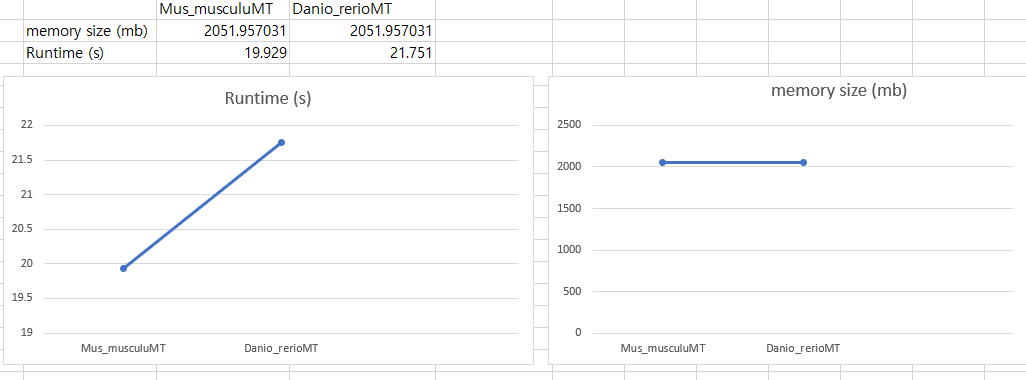 Mus_musculuMT Danio_rerioMT
memory size (mb) 2051.957031 2051.957031
Runtime (s) 19.929 21.751
Runtime (s)
22
21.5
21
20.5
20
19.5
19
Mus_musculuMT Danio_rerioMT
memory size (mb)
2500
2000
1500
1000
500
0
Mus_musculuMT Danio_rerioMT